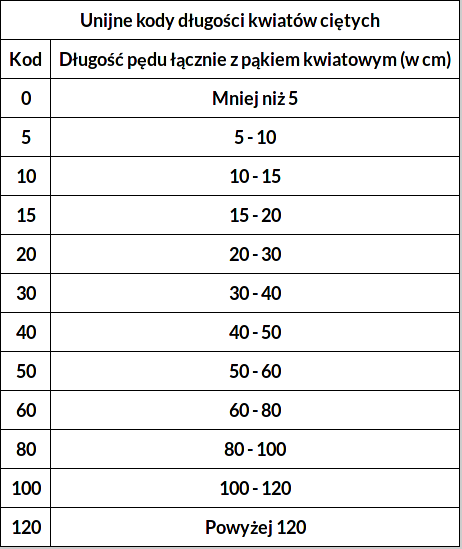 Unijne kody długości kwiatów ciętych
Kod Długość pędu łącznie z pąkiem kwiatowym (w cm)
0 Mniej niż 5
5 5 - 10
10 10 - 15
15 15 - 20
20 20 - 30
30 30 - 40
40 40 - 50
50 50 - 60
60 60 - 80
80 80 - 100
100 100 - 120
120 Powyżej 120